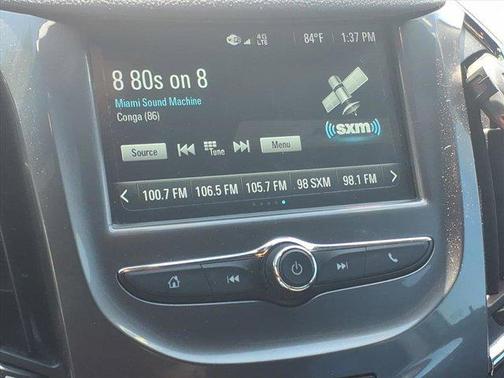 4G LTE 84°F 1:37 PM
8 80s on 8
Miami Sound Machine
Conga (86)
sxm
Source Tune Menu
100.7 FM 106.5 FM 105.7 FM 98 SXM 98.1 FM